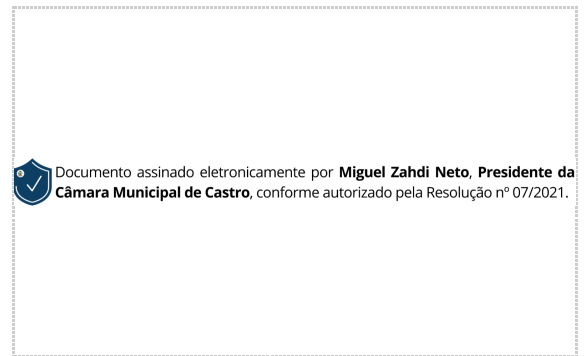 Documento assinado eletronicamente por Miguel Zahdi Neto, Presidente da
Câmara Municipal de Castro, conforme autorizado pela Resolução nº 07/2021.